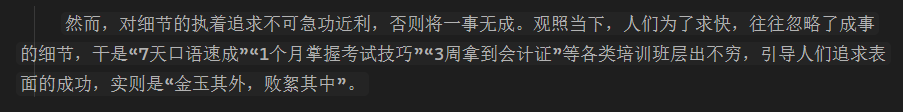 然而，对细节的执着追求不可急功近利，否则将一事无成。观照当下，人们为了求快，往往忽略了成事
的细节，干是“7天口语速成”“1个月掌握考试技巧”“3周拿到会计证”等各类培训班层出不穷，引导人们追求表
面的成功，实则是“金玉其外，败絮其中”。